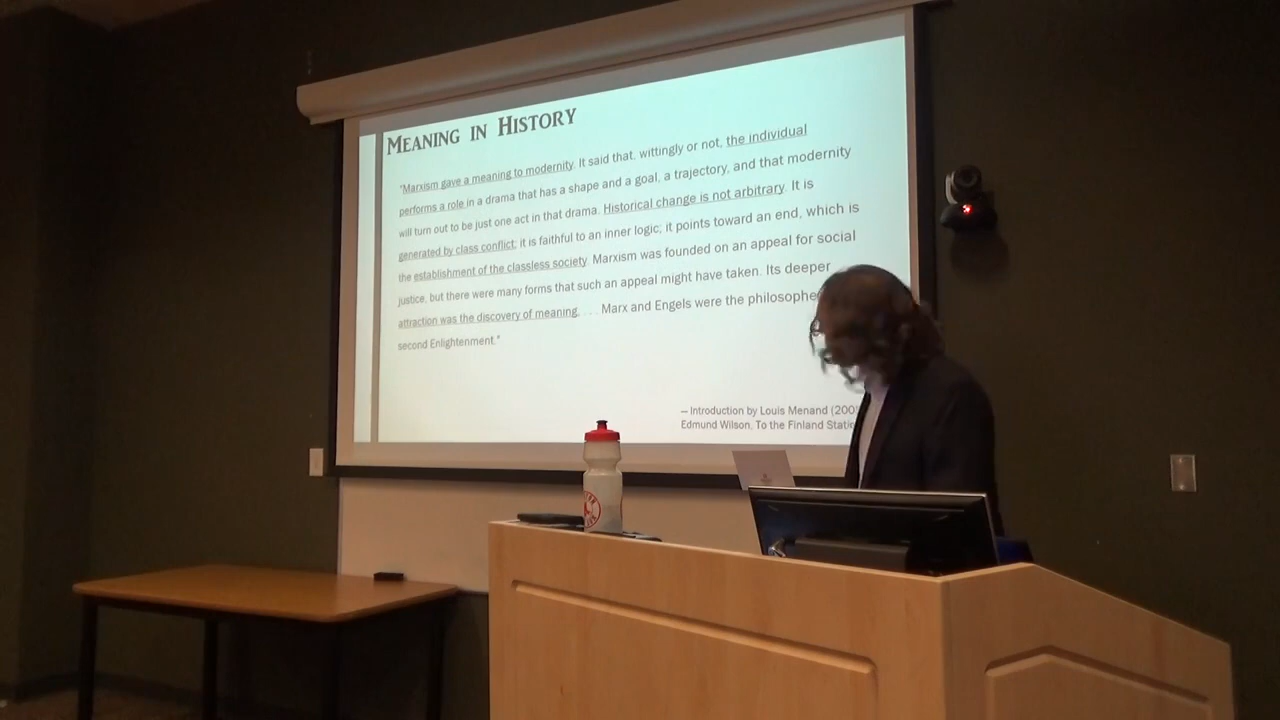 MEANING IN HISTORY
"Marxism gave a meaning to modernity. It said that, wittingly or not, the individual
performs a role in a drama that has a shape and a goal, a trajectory, and that modernity
will turn out to be just one act in that drama. Historical change is not arbitrary. It is
generated by class conflict; it is faithful to an inner logic; it points toward an end, which is
the establishment of the classless society. Marxism was founded on an appeal for social
justice, but there were many forms that such an appeal might have taken. Its deeper
attraction was the discovery of meaning, . . . Marx and Engels were the
second Enlightenment."
— Introduction by Louis Menand
Edmund Wilson, To the Finland